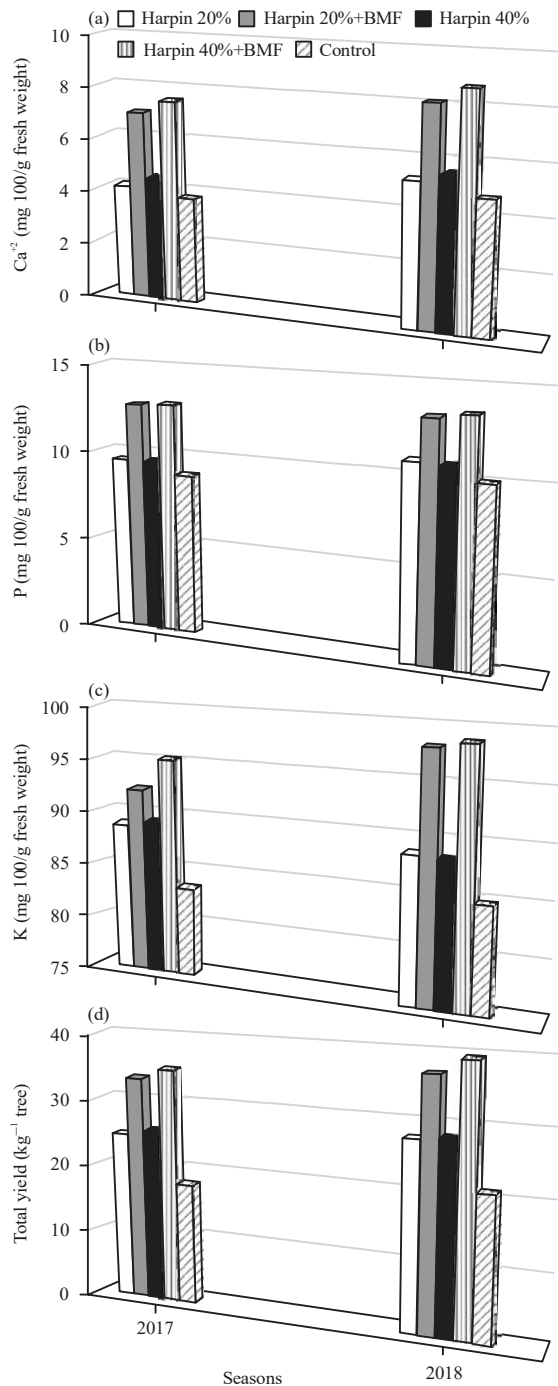 (a)
Harpin 20%
Harpin 20%+BMF
Harpin 40%
Harpin 40%+BMF
Control
10
8
6
4
2
0
Ca⁺² (mg 100/g fresh weight)
(b)
15
10
5
0
P (mg 100/g fresh weight)
(c)
100
95
90
85
80
75
K (mg 100/g fresh weight)
(d)
40
30
20
10
0
Total yield (kg⁻¹ tree)
2017
2018
Seasons